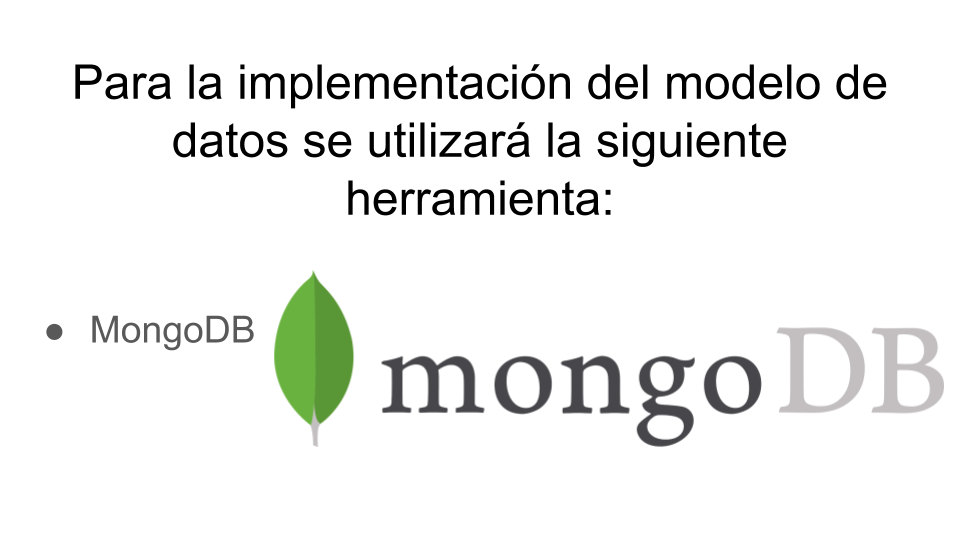 Para la implementación del modelo de
datos se utilizará la siguiente
herramienta:
● MongoDB
mongoDB